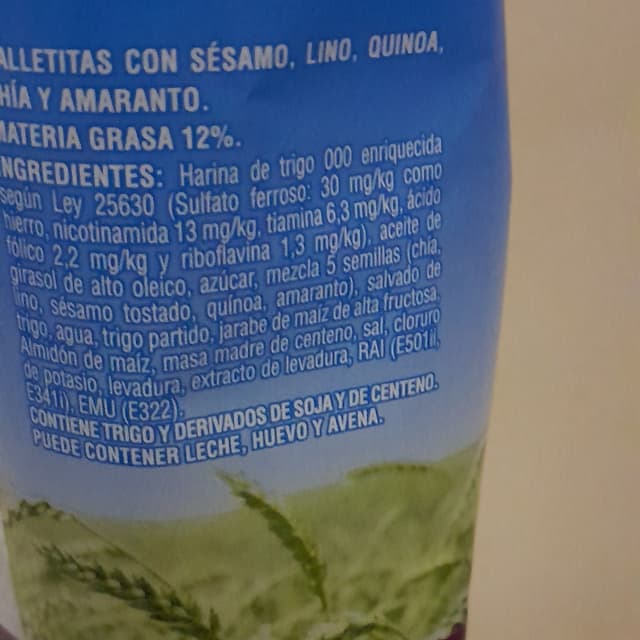 ALLETITAS CON SÉSAMO, LINO, QUINOA,
HÍA Y AMARANTO.
MATERIA GRASA 12%.
NGREDIENTES: Harina de trigo 000 enriquecida
según Ley 25630 (Sulfato ferroso: 30 mg/kg como
hierro, nicotinamida 13 mg/kg, tiamina 6,3 mg/kg, ácido
fólico 2,2 mg/kg y riboflavina 1,3 mg/kg), aceite de
girasol de alto oleico, azúcar, mezcla 5 semillas (chía,
lino, sésamo tostado, quínoa, amaranto), salvado de
trigo, agua, trigo partido, jarabe de maíz de alta fructosa,
Almidón de maíz, masa madre de centeno, sal, cloruro
de potasio, levadura, extracto de levadura, RAI (E501ii,
E341i), EMU (E322);
CONTIENE TRIGO Y DERIVADOS DE SOJA Y DE CENTENO.
PUEDE CONTENER LECHE, HUEVO Y AVENA.